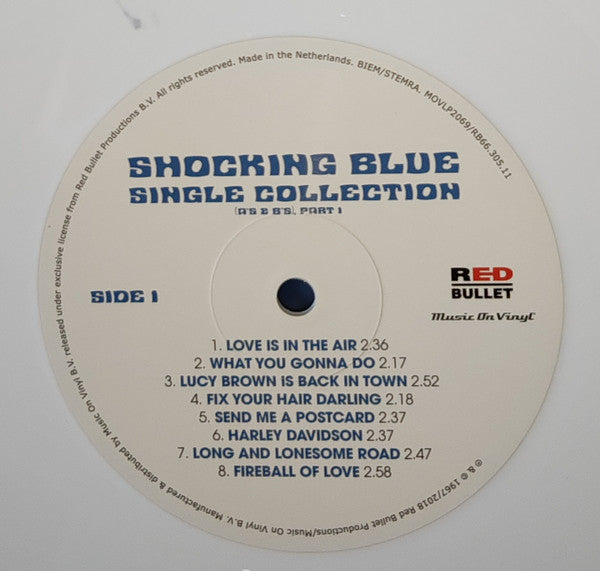 SHOCKING BLUE
SINGLE COLLECTION
(A'S & B'S), PART 1
SIDE 1
RED
BULLET
Music On Vinyl
1. LOVE IS IN THE AIR 2.36
2. WHAT YOU GONNA DO 2.17
3. LUCY BROWN IS BACK IN TOWN 2.52
4. FIX YOUR HAIR DARLING 2.18
5. SEND ME A POSTCARD 2.37
6. HARLEY DAVIDSON 2.37
7. LONG AND LONESOME ROAD 2.47
8. FIREBALL OF LOVE 2.58
℗ & © 1967/2018 Red Bullet Productions/Music On Vinyl B.V. Manufactured & distributed by Music On Vinyl B.V. released under exclusive license from Red Bullet Productions B.V. All rights reserved. Made in the Netherlands. BIEM/STEMRA. MOVLP2069/RB66.305.11